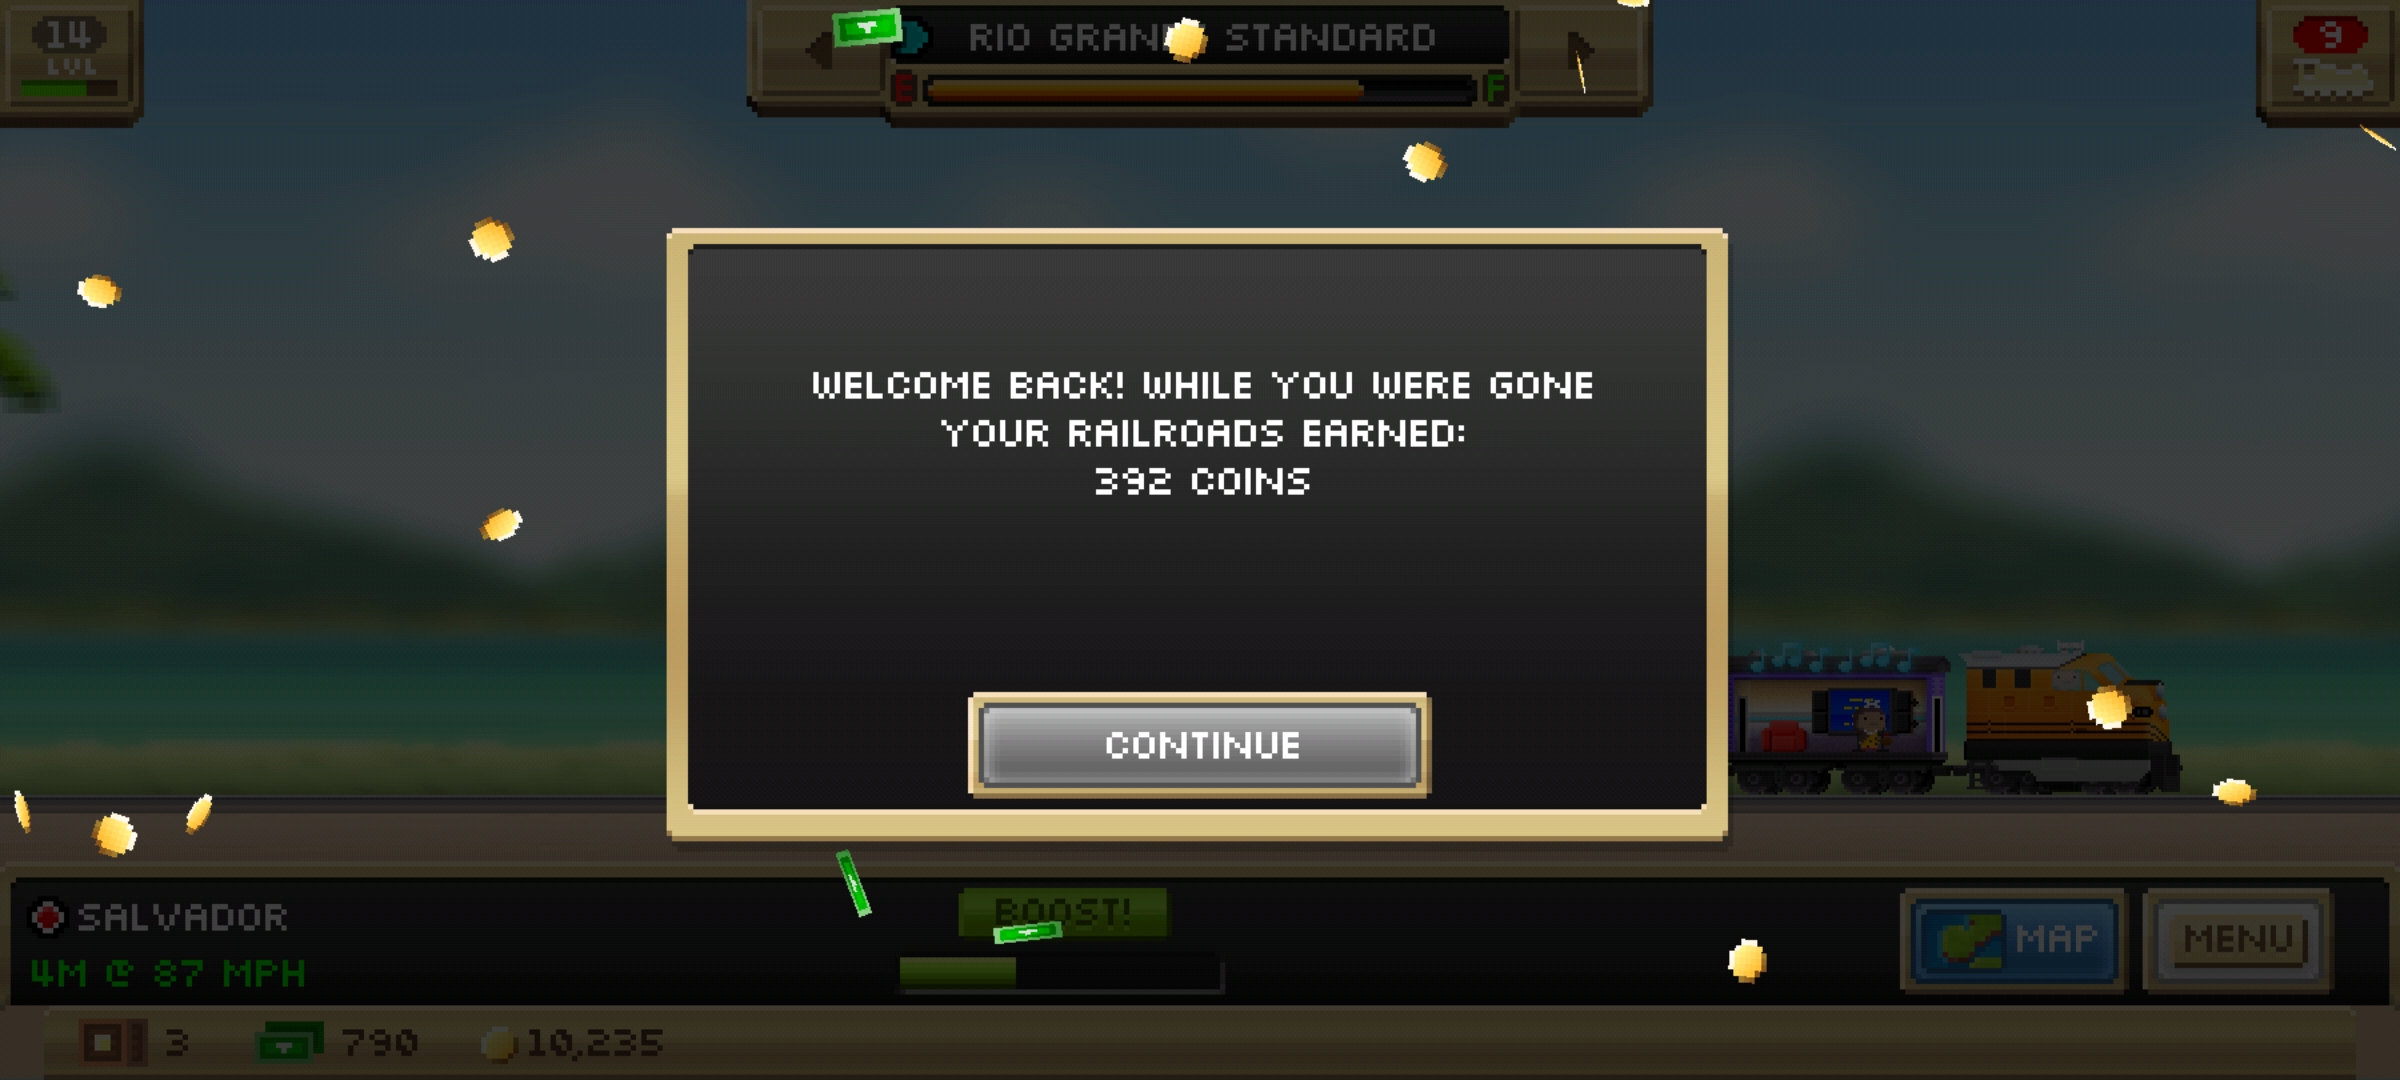 14
LVL
RIO GRANDE STANDARD
E
F
9
WELCOME BACK! WHILE YOU WERE GONE
YOUR RAILROADS EARNED:
392 COINS
CONTINUE
SALVADOR
4M @ 87 MPH
BOOST!
MAP
MENU
3
790
10,235